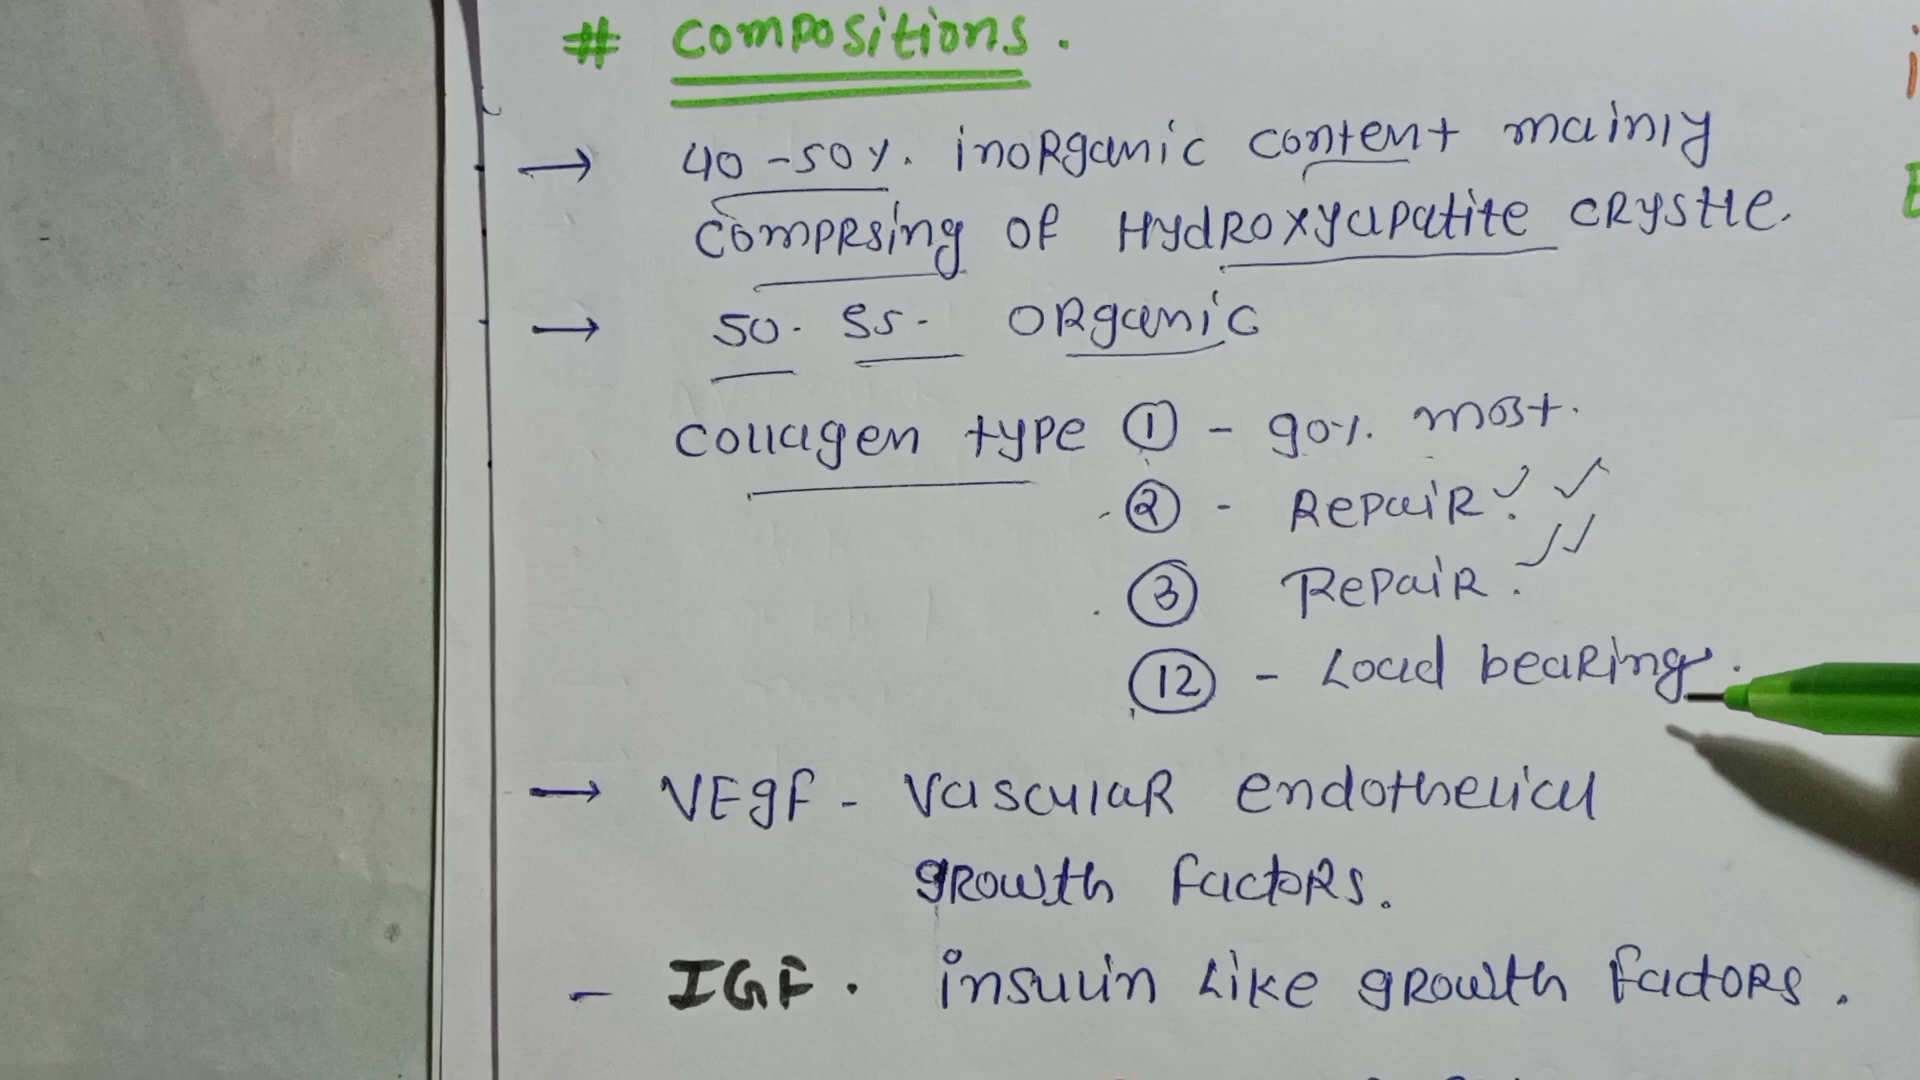 # Compositions.
→ 40-50%. inorganic content mainly
comprsing of Hydroxyapatite crystle.
→ 50. 55- organic
collagen type ① - 90%. most.
② - Repair.
③ Repair.
⑫ - Load bearing.
→ VEgF - Vascular endothelial
growth factors.
- IGF. insulin Like growth factors.